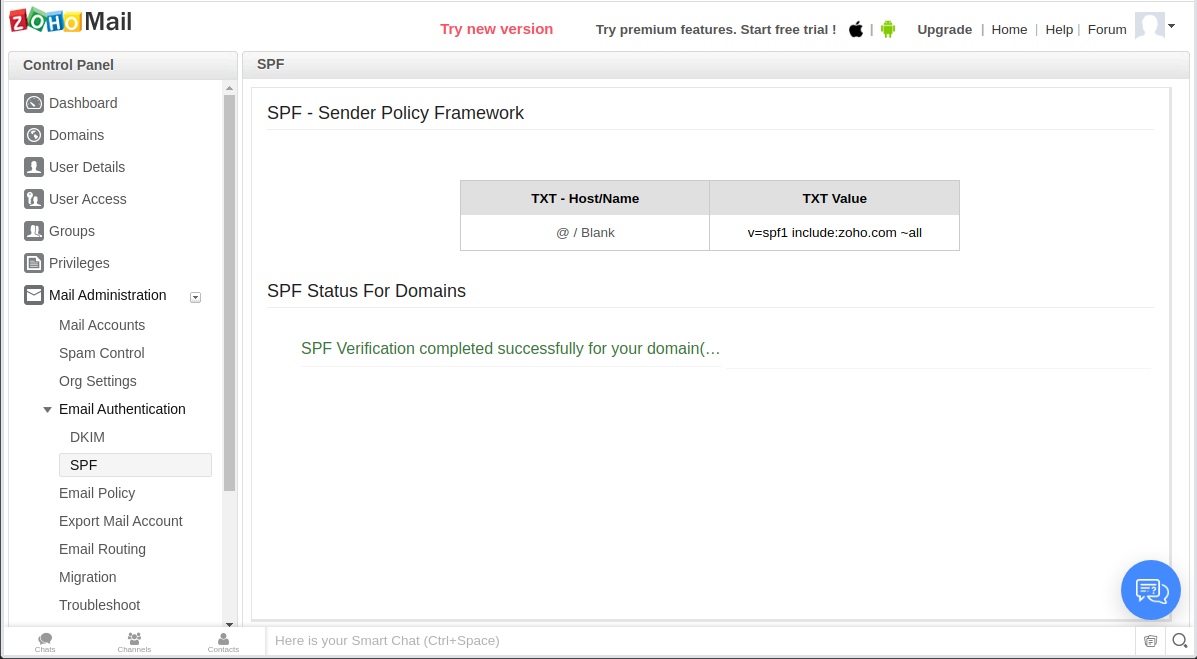 ZOHO Mail
Try new version
Try premium features. Start free trial ! | Upgrade | Home | Help | Forum
Control Panel
Dashboard
Domains
User Details
User Access
Groups
Privileges
Mail Administration
Mail Accounts
Spam Control
Org Settings
Email Authentication
DKIM
SPF
Email Policy
Export Mail Account
Email Routing
Migration
Troubleshoot
SPF
SPF - Sender Policy Framework
TXT - Host/Name TXT Value
@ / Blank v=spf1 include:zoho.com ~all
SPF Status For Domains
SPF Verification completed successfully for your domain(…
Chats Channels Contacts
Here is your Smart Chat (Ctrl+Space)